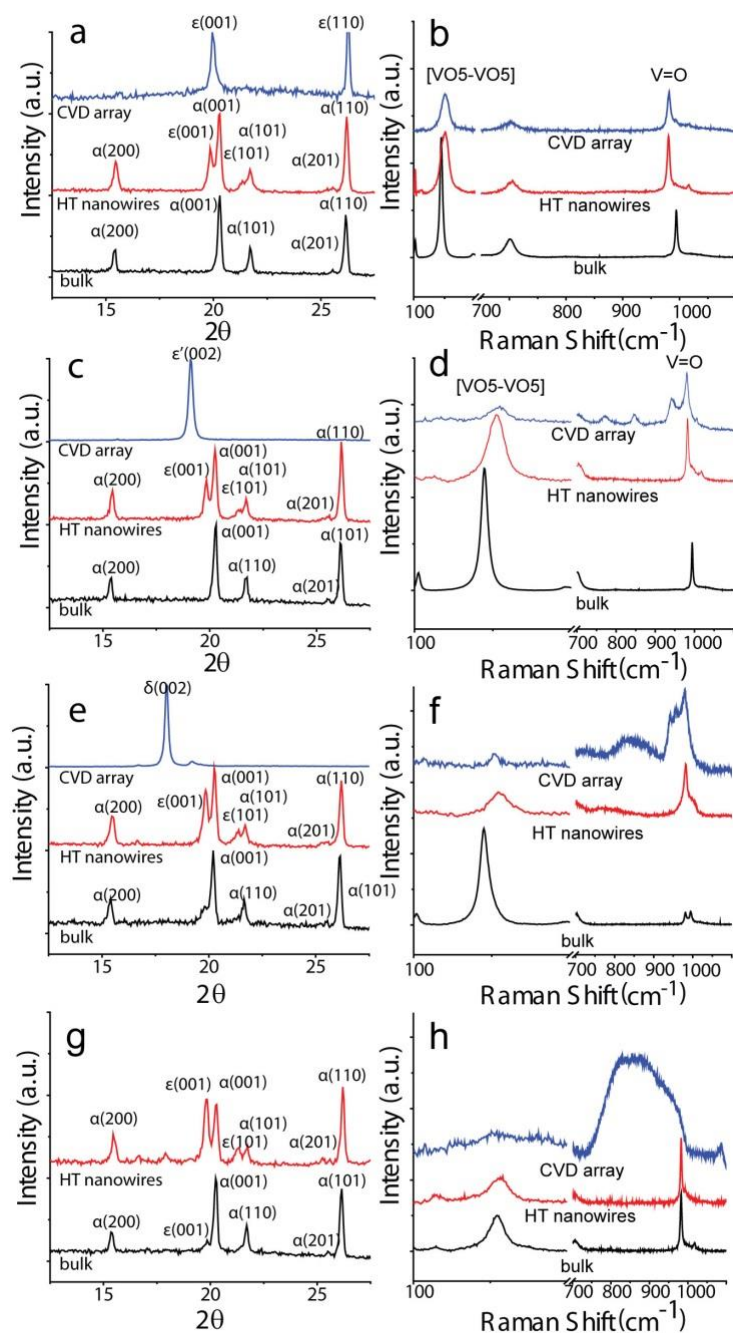 a
ε(001)
ε(110)
CVD array
α(001)
α(110)
ε(001)
α(101)
ε(101)
α(200)
α(201)
HT nanowires
α(001)
α(110)
α(200)
α(101)
α(201)
bulk
15
20
25
2θ
Intensity (a.u.)
b
[VO5-VO5]
V=O
CVD array
HT nanowires
bulk
100
700
800
900
1000
Raman Shift(cm-1)
Intensity (a.u.)
c
ε'(002)
CVD array
α(110)
α(001)
α(200)
ε(001)
α(101)
ε(101)
α(201)
HT nanowires
α(001)
α(101)
α(200)
α(110)
α(201)
bulk
15
20
25
2θ
Intensity (a.u.)
d
V=O
[VO5-VO5]
CVD array
HT nanowires
bulk
100
700
800
900
1000
Raman Shift(cm-1)
Intensity (a.u.)
e
δ(002)
CVD array
α(001)
α(110)
α(200)
ε(001)
α(101)
ε(101)
α(201)
HT nanowires
α(001)
α(200)
α(110)
α(101)
α(201)
bulk
15
20
25
2θ
Intensity (a.u.)
f
CVD array
HT nanowires
bulk
100
700
800
900
1000
Raman Shift(cm-1)
Intensity (a.u.)
g
ε(001)
α(001)
α(110)
α(200)
α(101)
ε(101)
α(201)
HT nanowires
α(001)
α(101)
α(200)
ε(001)
α(110)
α(201)
bulk
15
20
25
2θ
Intensity (a.u.)
h
CVD array
HT nanowires
bulk
100
700
800
900
1000
Raman Shift(cm-1)
Intensity (a.u.)